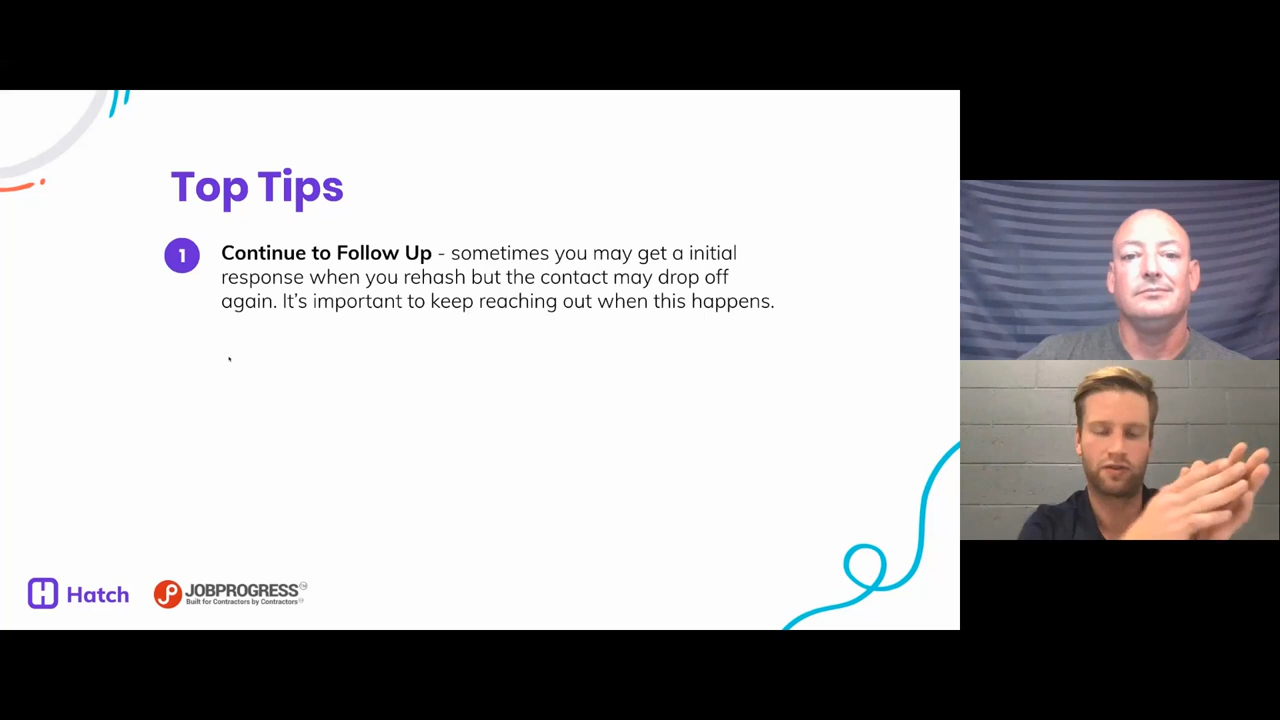 Top Tips
1
Continue to Follow Up - sometimes you may get a initial
response when you rehash but the contact may drop off
again. It's important to keep reaching out when this happens.
Hatch
JOBPROGRESS
Built for Contractors by Contractors